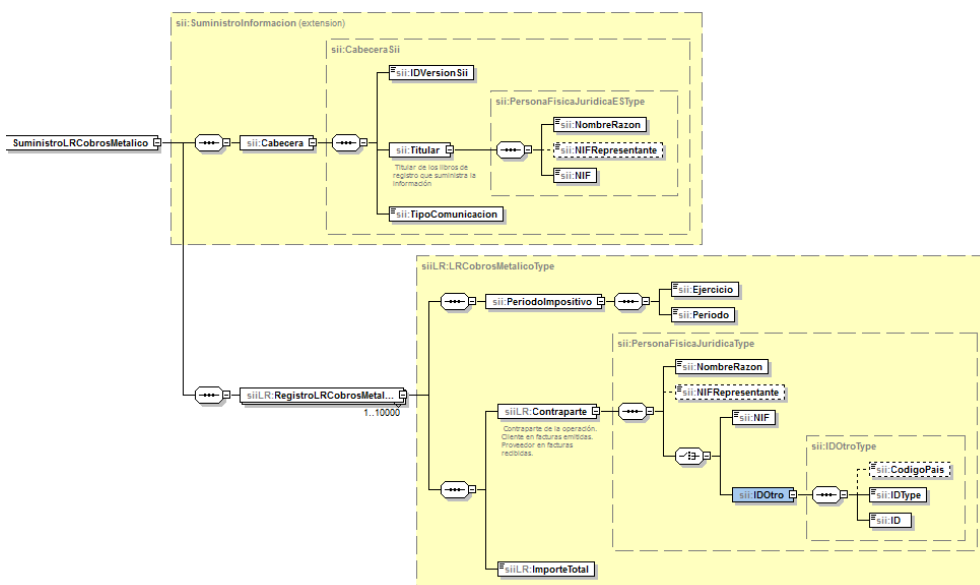 sii:SuministroInformacion (extension)
sii:CabeceraSii
sii:IDVersionSii
sii:PersonaFisicaJuridicaESType
sii:NombreRazon
SuministroLRCobrosMetalico
sii:Cabecera
sii:Titular
sii:NIFRepresentante
Titular de los libros de
registro que suministra la
información
sii:NIF
sii:TipoComunicacion
siiLR:LRCobrosMetalicoType
sii:Ejercicio
sii:PeriodoImpositivo
sii:Periodo
sii:PersonaFisicaJuridicaType
sii:NombreRazon
siiLR:RegistroLRCobrosMetal...
sii:NIFRepresentante
1..10000
siiLR:Contraparte
sii:NIF
Contraparte de la operación.
Cliente en facturas emitidas.
Proveedor en facturas
recibidas.
sii:IDOtroType
sii:CodigoPais
sii:IDOtro
sii:IDType
sii:ID
siiLR:ImporteTotal